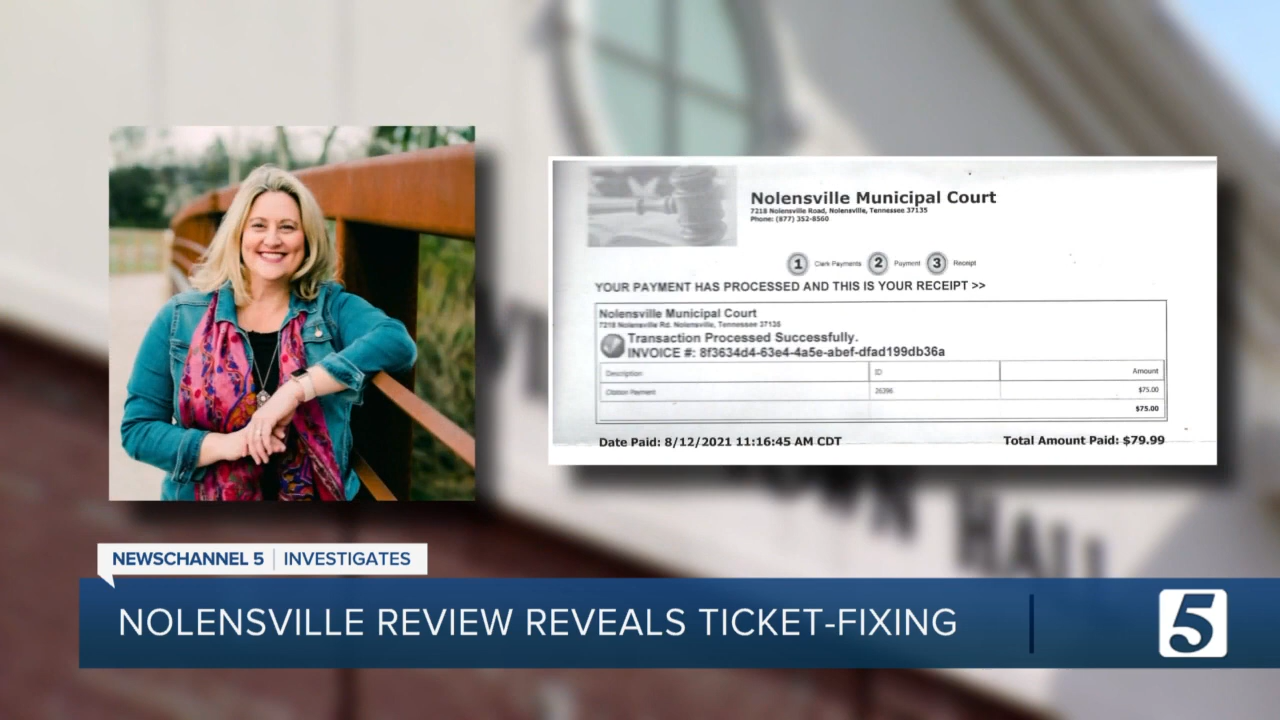 Nolensville Municipal Court
7218 Nolensville Road, Nolensville, Tennessee 37135
Phone: (877) 352-8560
1 Clerk Payments 2 Payment 3 Receipt
YOUR PAYMENT HAS PROCESSED AND THIS IS YOUR RECEIPT >>
Nolensville Municipal Court
7218 Nolensville Rd. Nolensville, Tennessee 37135
Transaction Processed Successfully.
INVOICE #: 8f3634d4-63e4-4a5e-abef-dfad199db36a
Description ID Amount
Citation Payment 26396 $75.00
$75.00
Date Paid: 8/12/2021 11:16:45 AM CDT Total Amount Paid: $79.99
HALL
NEWSCHANNEL 5 | INVESTIGATES
NOLENSVILLE REVIEW REVEALS TICKET-FIXING
5